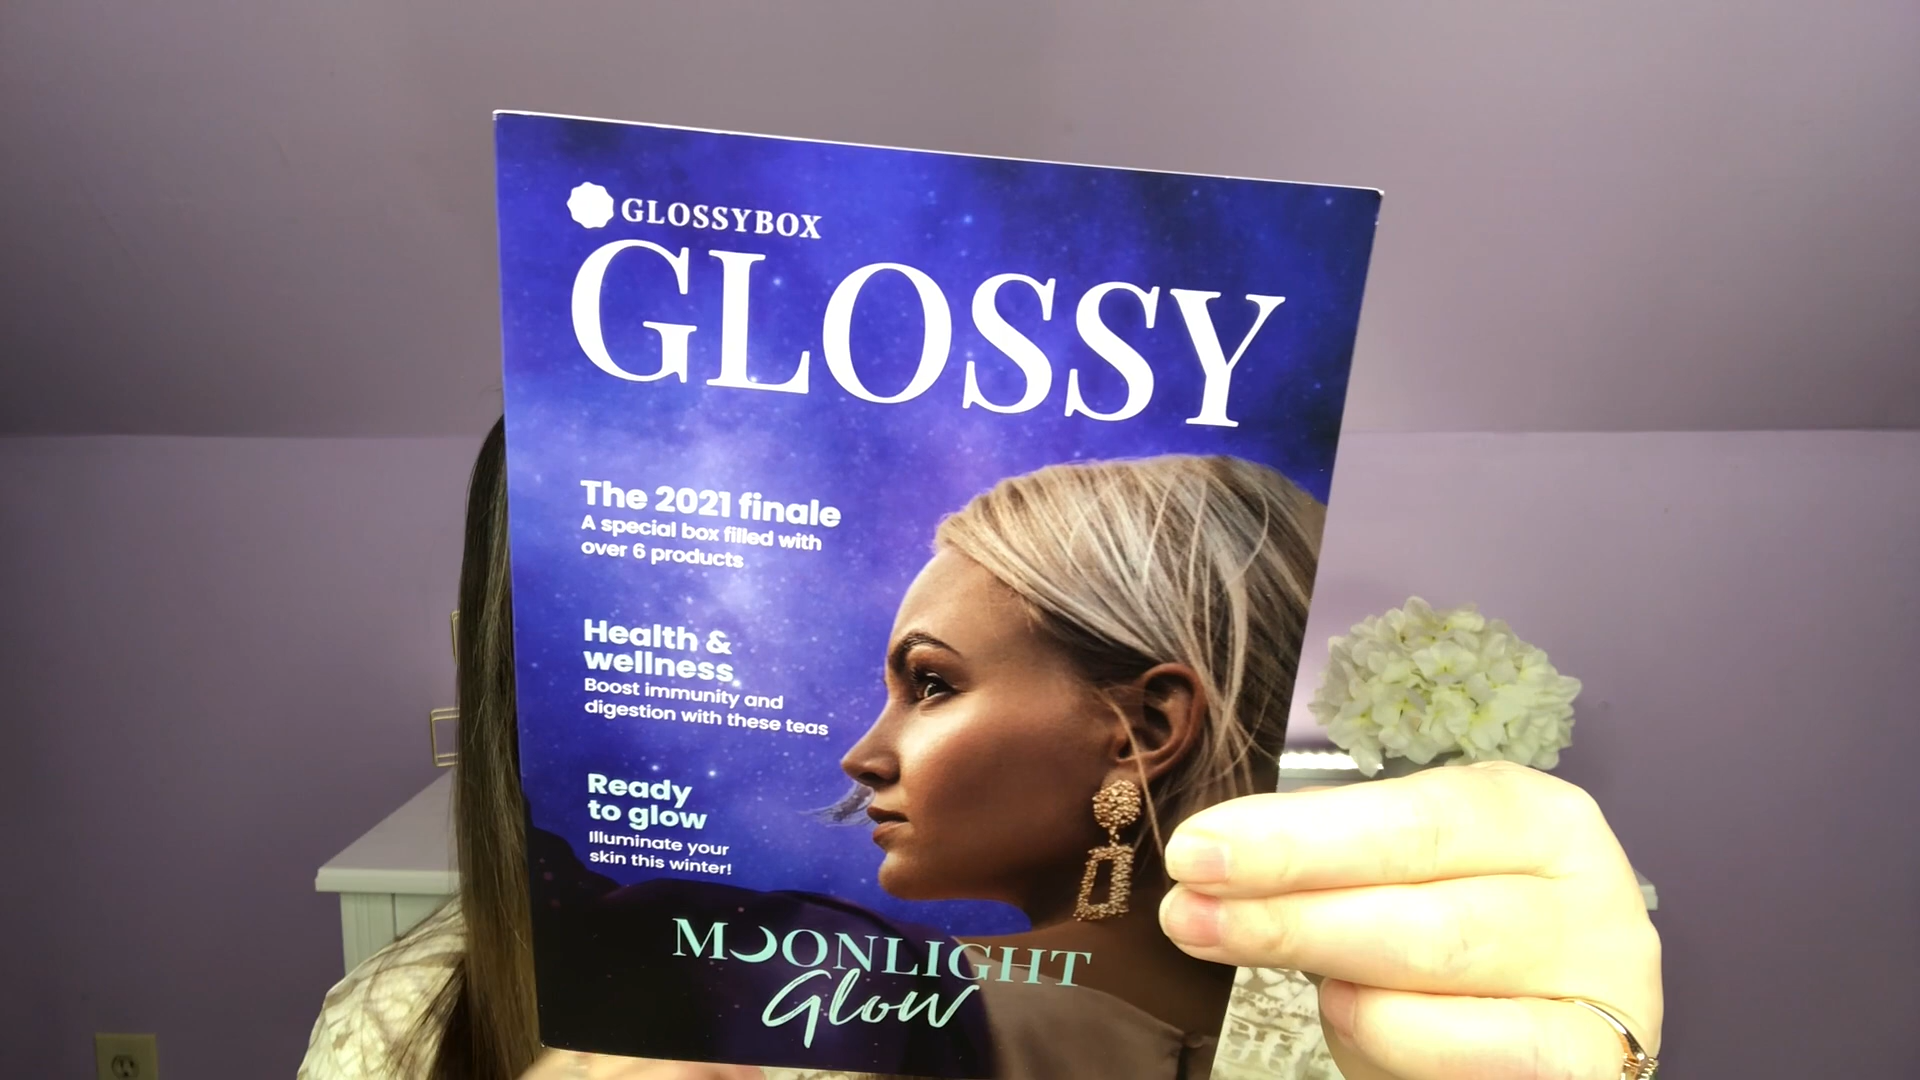 GLOSSYBOX
GLOSSY
The 2021 finale
A special box filled with
over 6 products
Health &
wellness
Boost immunity and
digestion with these teas
Ready
to glow
Illuminate your
skin this winter!
MOONLIGHT
Glow